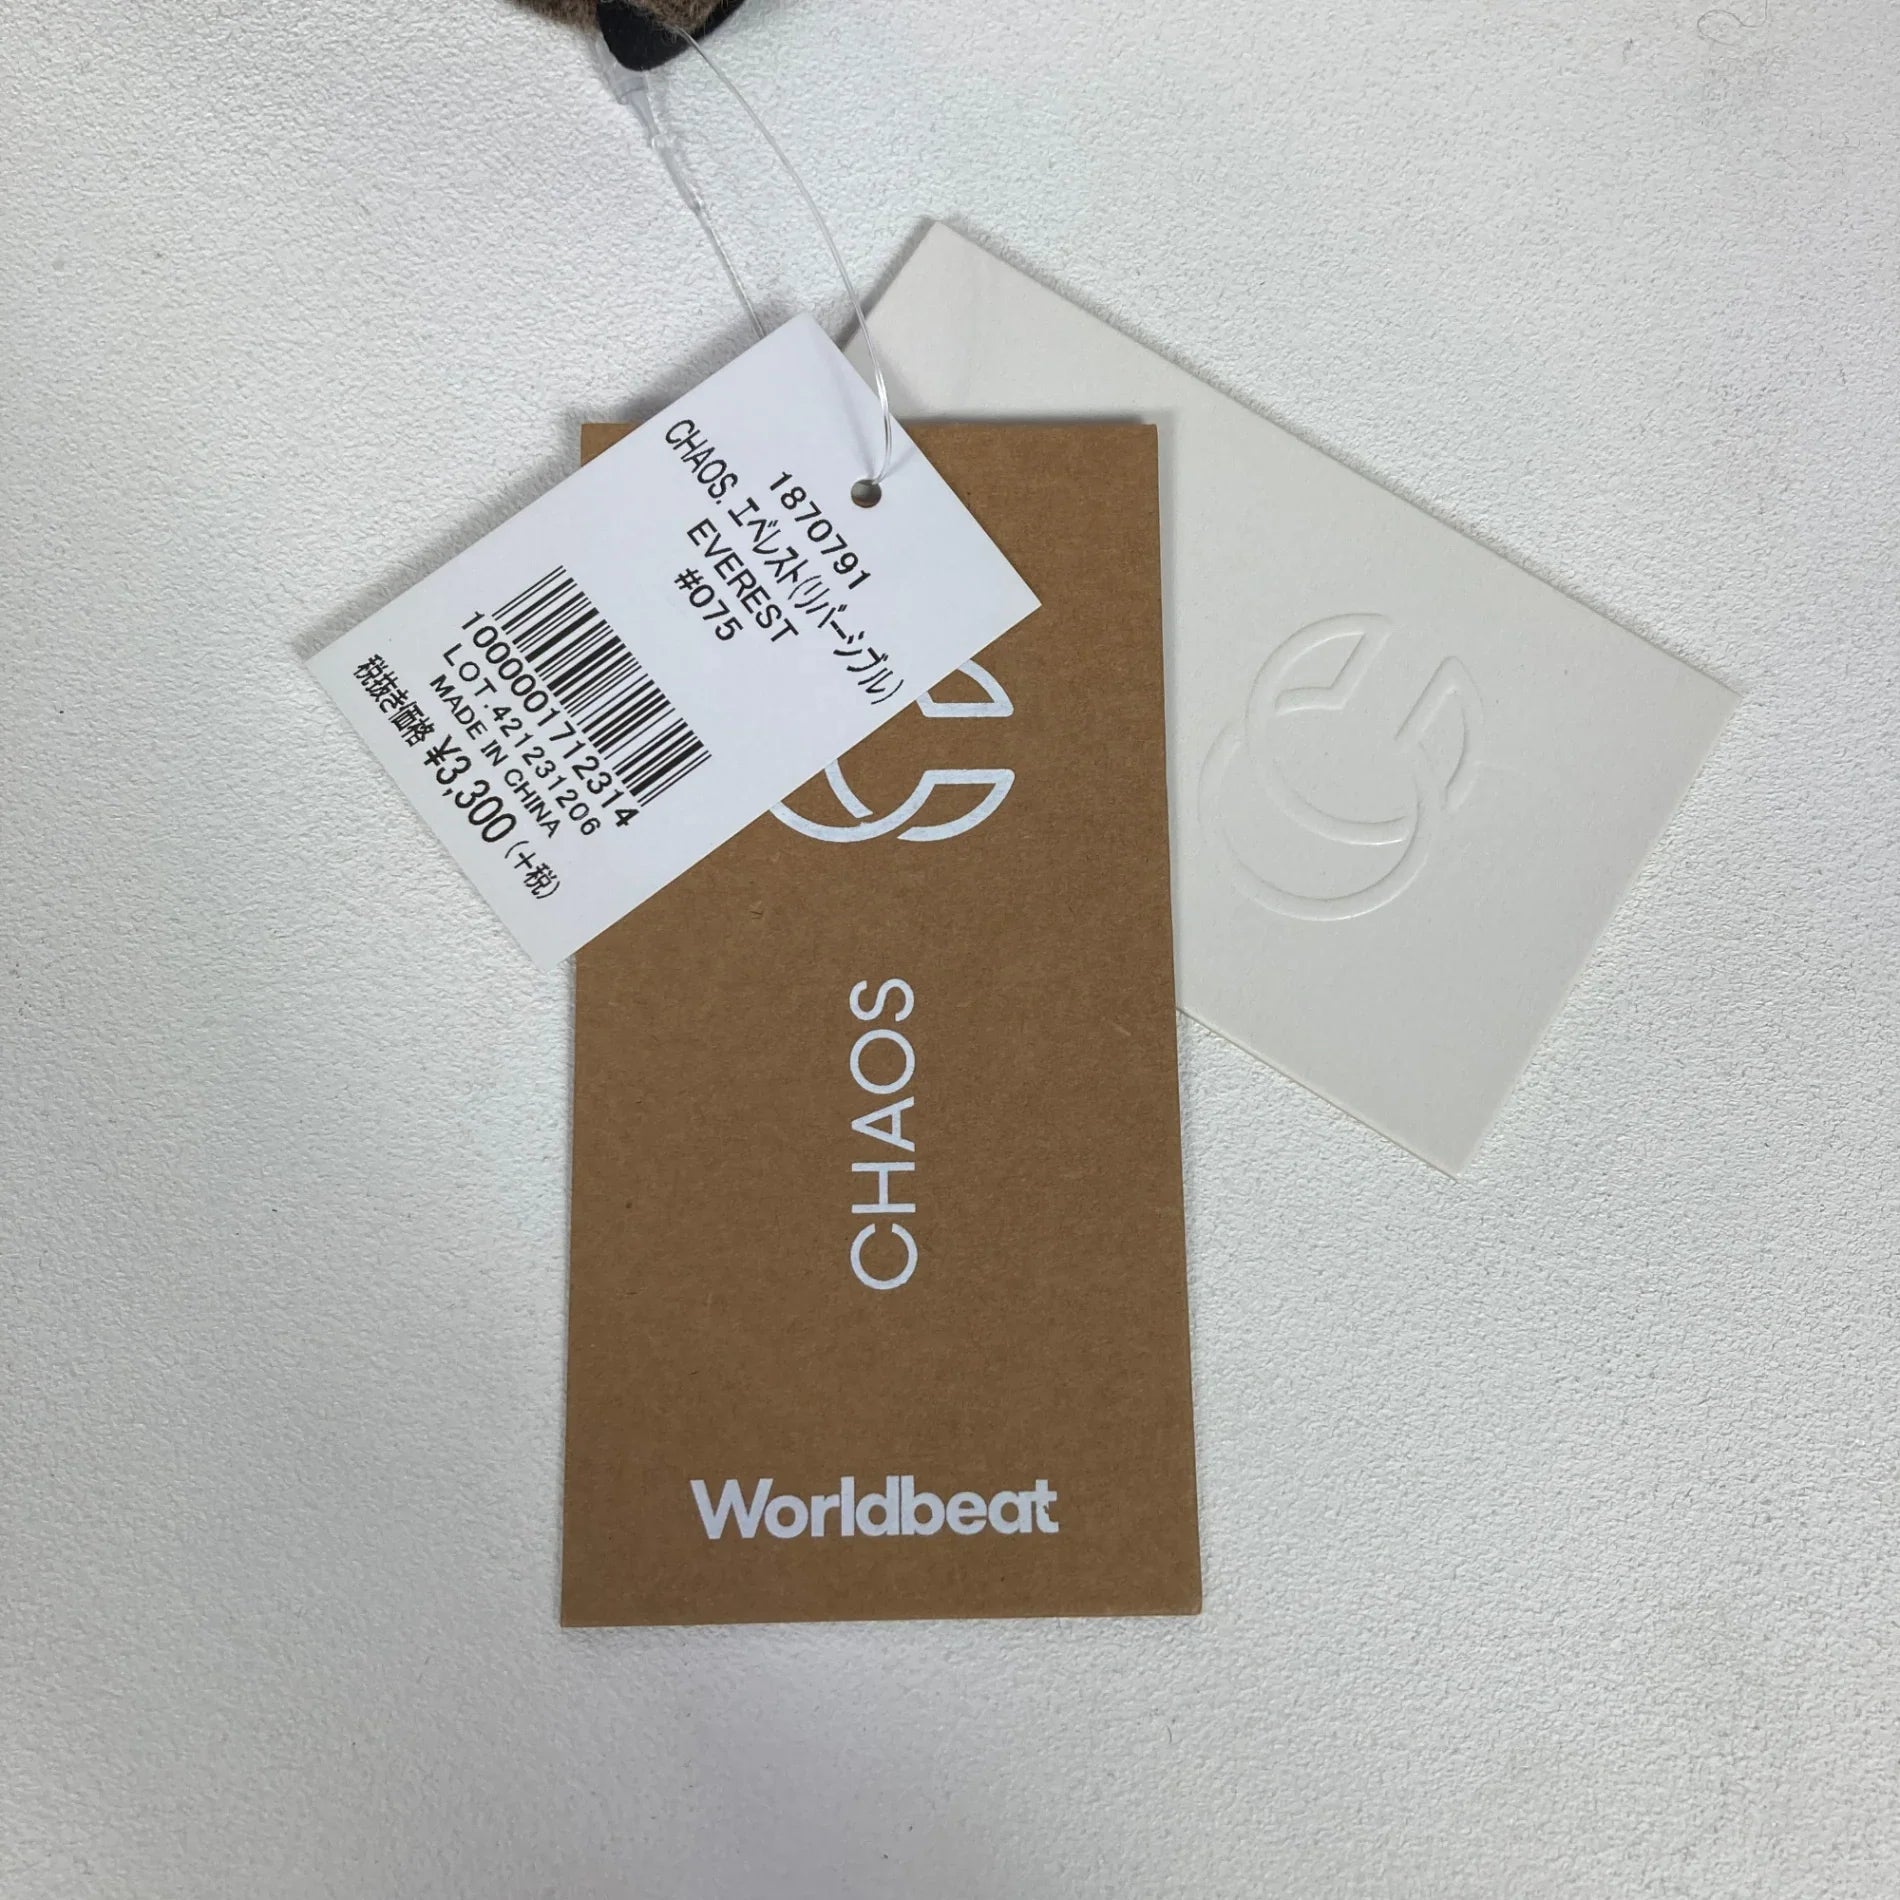 1870791
CHAOS. エベレスト(リバーシブル)
EVEREST
#075
1000001712314
LOT.421231206
MADE IN CHINA
税抜き価格 ¥3,300 (+税)
CHAOS
Worldbeat